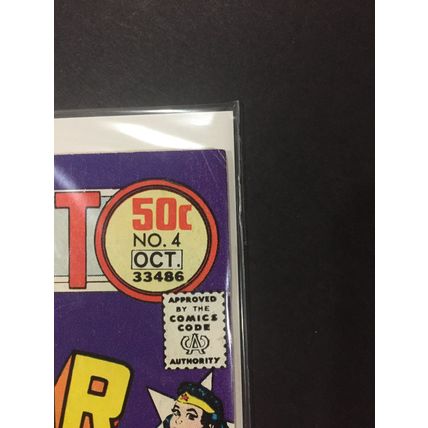 T
50¢
NO. 4
OCT.
33486
APPROVED
BY THE
COMICS
CODE
CA
AUTHORITY
R